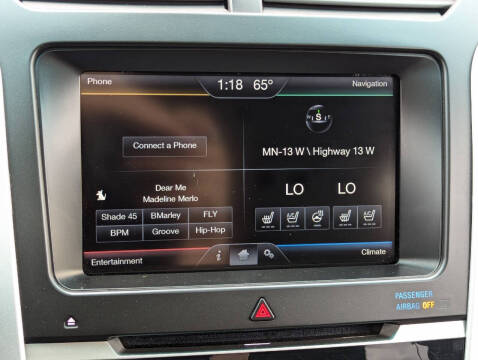 Phone
1:18 65°
Navigation
S
Connect a Phone
MN-13 W \ Highway 13 W
Dear Me
Madeline Merlo
LO LO
Shade 45 BMarley FLY
BPM Groove Hip-Hop
Entertainment
i
Climate
PASSENGER
AIRBAG OFF